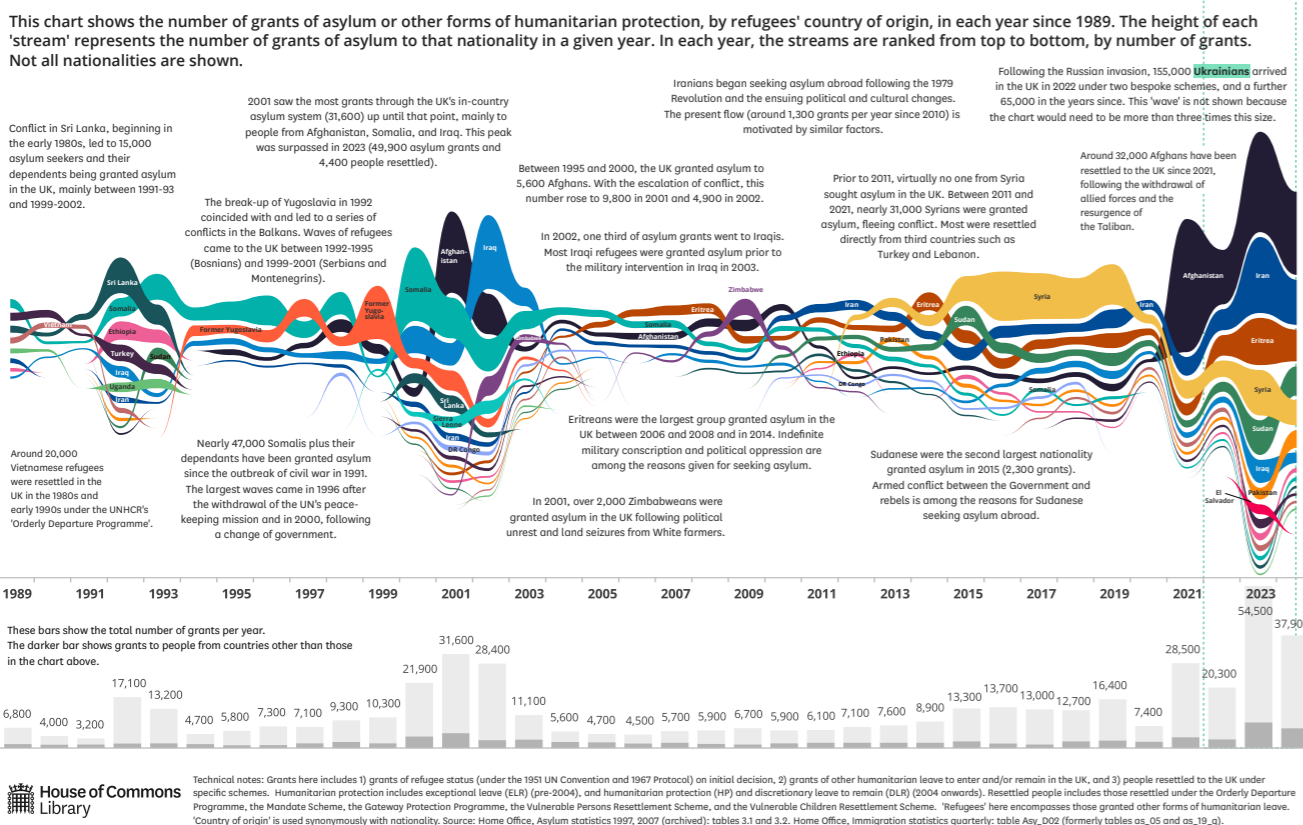 This chart shows the number of grants of asylum or other forms of humanitarian protection, by refugees' country of origin, in each year since 1989. The height of each
'stream' represents the number of grants of asylum to that nationality in a given year. In each year, the streams are ranked from top to bottom, by number of grants.
Not all nationalities are shown.
Following the Russian invasion, 155,000 Ukrainians arrived
in the UK in 2022 under two bespoke schemes, and a further
65,000 in the years since. This 'wave' is not shown because
the chart would need to be more than three times this size.
Iranians began seeking asylum abroad following the 1979
Revolution and the ensuing political and cultural changes.
The present flow (around 1,300 grants per year since 2010) is
motivated by similar factors.
2001 saw the most grants through the UK's in-country
asylum system (31,600) up until that point, mainly to
people from Afghanistan, Somalia, and Iraq. This peak
was surpassed in 2023 (49,900 asylum grants and
4,400 people resettled).
Conflict in Sri Lanka, beginning in
the early 1980s, led to 15,000
asylum seekers and their
dependents being granted asylum
in the UK, mainly between 1991-93
and 1999-2002.
Between 1995 and 2000, the UK granted asylum to
5,600 Afghans. With the escalation of conflict, this
number rose to 9,800 in 2001 and 4,900 in 2002.
Prior to 2011, virtually no one from Syria
sought asylum in the UK. Between 2011 and
2021, nearly 31,000 Syrians were granted
asylum, fleeing conflict. Most were resettled
directly from third countries such as
Turkey and Lebanon.
Around 32,000 Afghans have been
resettled to the UK since 2021,
following the withdrawal of
allied forces and the
resurgence of
the Taliban.
The break-up of Yugoslavia in 1992
coincided with and led to a series of
conflicts in the Balkans. Waves of refugees
came to the UK between 1992-1995
(Bosnians) and 1999-2001 (Serbians and
Montenegrins).
In 2002, one third of asylum grants went to Iraqis.
Most Iraqi refugees were granted asylum prior to
the military intervention in Iraq in 2003.
Vietnam
Sri Lanka
Somalia
Ethiopia
Turkey
Iraq
Uganda
Iran
Sudan
Former Yugoslavia
Former
Yugo-
slavia
Somalia
Afghan-
istan
Iraq
Sri
Lanka
Sierra
Leone
Iran
DR Congo
Zimbabwe
Eritrea
Somalia
Afghanistan
Zimbabwe
Iran
Ethiopia
DR Congo
Pakistan
Eritrea
Sudan
Syria
Somalia
Iran
Afghanistan
Iran
Eritrea
Syria
Sudan
Iraq
Pakistan
El
Salvador
Around 20,000
Vietnamese refugees
were resettled in the
UK in the 1980s and
early 1990s under the UNHCR's
'Orderly Departure Programme'.
Nearly 47,000 Somalis plus their
dependants have been granted asylum
since the outbreak of civil war in 1991.
The largest waves came in 1996 after
the withdrawal of the UN's peace-
keeping mission and in 2000, following
a change of government.
Eritreans were the largest group granted asylum in the
UK between 2006 and 2008 and in 2014. Indefinite
military conscription and political oppression are
among the reasons given for seeking asylum.
In 2001, over 2,000 Zimbabweans were
granted asylum in the UK following political
unrest and land seizures from White farmers.
Sudanese were the second largest nationality
granted asylum in 2015 (2,300 grants).
Armed conflict between the Government and
rebels is among the reasons for Sudanese
seeking asylum abroad.
1989 1991 1993 1995 1997 1999 2001 2003 2005 2007 2009 2011 2013 2015 2017 2019 2021 2023
These bars show the total number of grants per year.
The darker bar shows grants to people from countries other than those
in the chart above.
6,800 4,000 3,200 17,100 13,200 4,700 5,800 7,300 7,100 9,300 10,300 21,900 31,600 28,400 11,100 5,600 4,700 4,500 5,700 5,900 6,700 5,900 6,100 7,100 7,600 8,900 13,300 13,700 13,000 12,700 16,400 7,400 28,500 20,300 54,500 37,90
House of Commons
Library
Technical notes: Grants here includes 1) grants of refugee status (under the 1951 UN Convention and 1967 Protocol) on initial decision, 2) grants of other humanitarian leave to enter and/or remain in the UK, and 3) people resettled to the UK under
specific schemes. Humanitarian protection includes exceptional leave (ELR) (pre-2004), and humanitarian protection (HP) and discretionary leave to remain (DLR) (2004 onwards). Resettled people includes those resettled under the Orderly Departure
Programme, the Mandate Scheme, the Gateway Protection Programme, the Vulnerable Persons Resettlement Scheme, and the Vulnerable Children Resettlement Scheme. 'Refugees' here encompasses those granted other forms of humanitarian leave.
'Country of origin' is used synonymously with nationality. Source: Home Office, Asylum statistics 1997, 2007 (archived): tables 3.1 and 3.2. Home Office, Immigration statistics quarterly: table Asy_D02 (formerly tables as_05 and as_19_q).